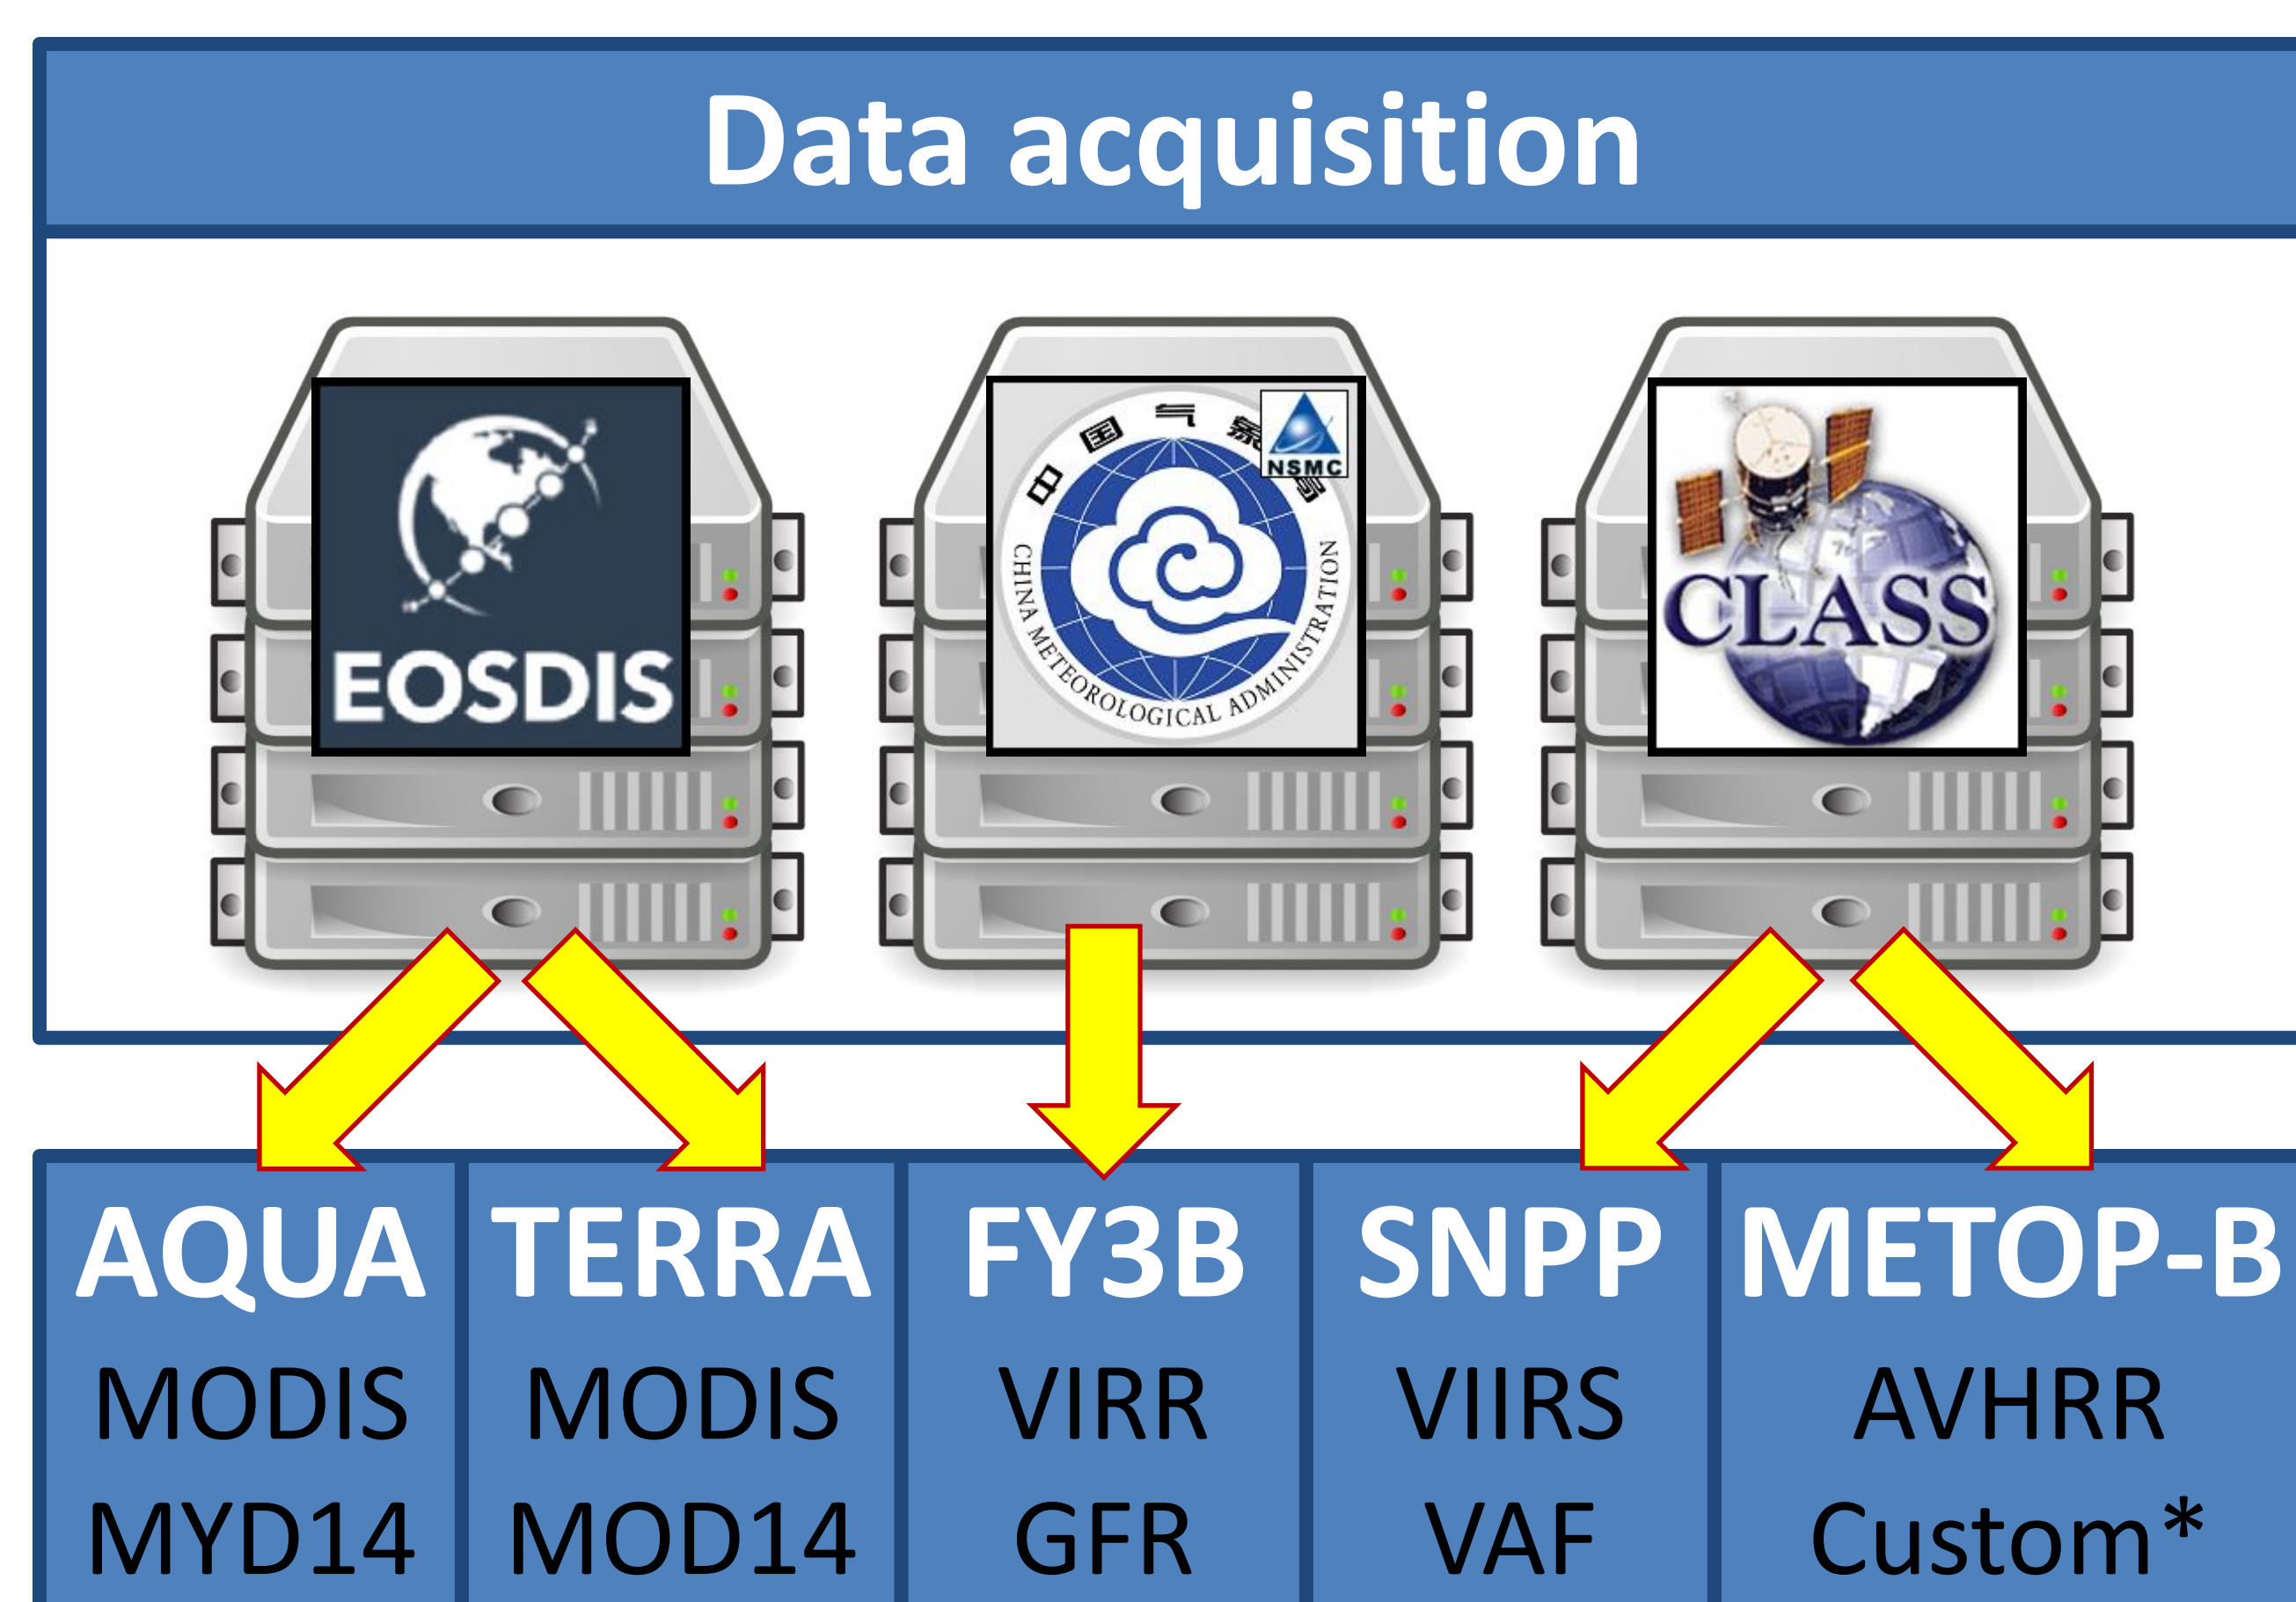 Data acquisition
EOSDIS
中国气象局
NSMC
CHINA METEOROLOGICAL ADMINISTRATION
CLASS
AQUA TERRA FY3B SNPP METOP-B
MODIS MODIS VIRR VIIRS AVHRR
MYD14 MOD14 GFR VAF Custom*